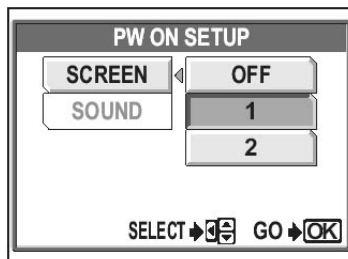 PW ON SETUP
SCREEN OFF
SOUND 1
2
SELECT GO OK